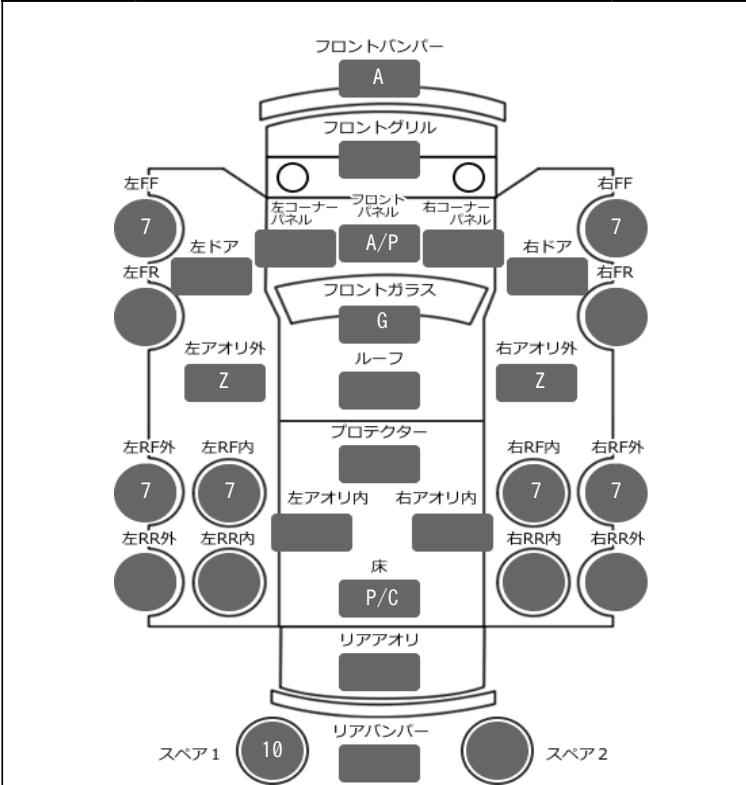 フロントバンパー
A
フロントグリル
左FF
右FF
7
左コーナー
パネル
フロント
パネル
右コーナー
パネル
7
左ドア
A/P
右ドア
左FR
右FR
フロントガラス
G
左アオリ外
ルーフ
右アオリ外
Z
Z
プロテクター
左RF外
左RF内
右RF内
右RF外
7
7
7
7
左アオリ内
右アオリ内
左RR外
左RR内
床
右RR内
右RR外
P/C
リアアオリ
リアバンパー
スペア1
10
スペア2